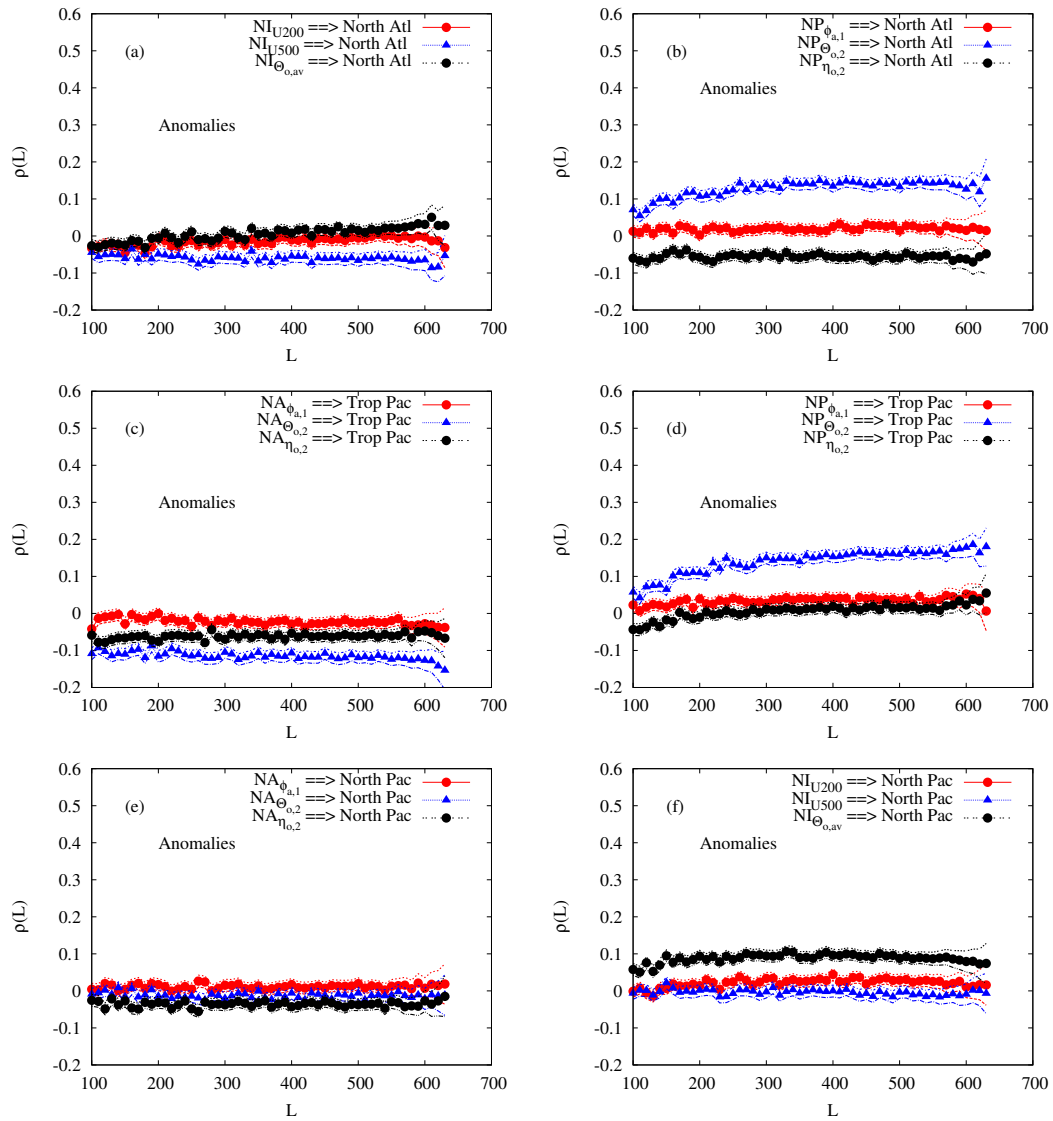 (a)
NI_U200 ==> North Atl
NI_U500 ==> North Atl
NI_Θo,av ==> North Atl
Anomalies
ρ(L)
0.6
0.5
0.4
0.3
0.2
0.1
0
-0.1
-0.2
100 200 300 400 500 600 700
L
(b)
NP_ϕa,1 ==> North Atl
NP_Θo,2 ==> North Atl
NP_ηo,2 ==> North Atl
Anomalies
ρ(L)
0.6
0.5
0.4
0.3
0.2
0.1
0
-0.1
-0.2
100 200 300 400 500 600 700
L
(c)
NA_ϕa,1 ==> Trop Pac
NA_Θo,2 ==> Trop Pac
NA_ηo,2 ==> Trop Pac
Anomalies
ρ(L)
0.6
0.5
0.4
0.3
0.2
0.1
0
-0.1
-0.2
100 200 300 400 500 600 700
L
(d)
NP_ϕa,1 ==> Trop Pac
NP_Θo,2 ==> Trop Pac
NP_ηo,2 ==> Trop Pac
Anomalies
ρ(L)
0.6
0.5
0.4
0.3
0.2
0.1
0
-0.1
-0.2
100 200 300 400 500 600 700
L
(e)
NA_ϕa,1 ==> North Pac
NA_Θo,2 ==> North Pac
NA_ηo,2 ==> North Pac
Anomalies
ρ(L)
0.6
0.5
0.4
0.3
0.2
0.1
0
-0.1
-0.2
100 200 300 400 500 600 700
L
(f)
NI_U200 ==> North Pac
NI_U500 ==> North Pac
NI_Θo,av ==> North Pac
Anomalies
ρ(L)
0.6
0.5
0.4
0.3
0.2
0.1
0
-0.1
-0.2
100 200 300 400 500 600 700
L